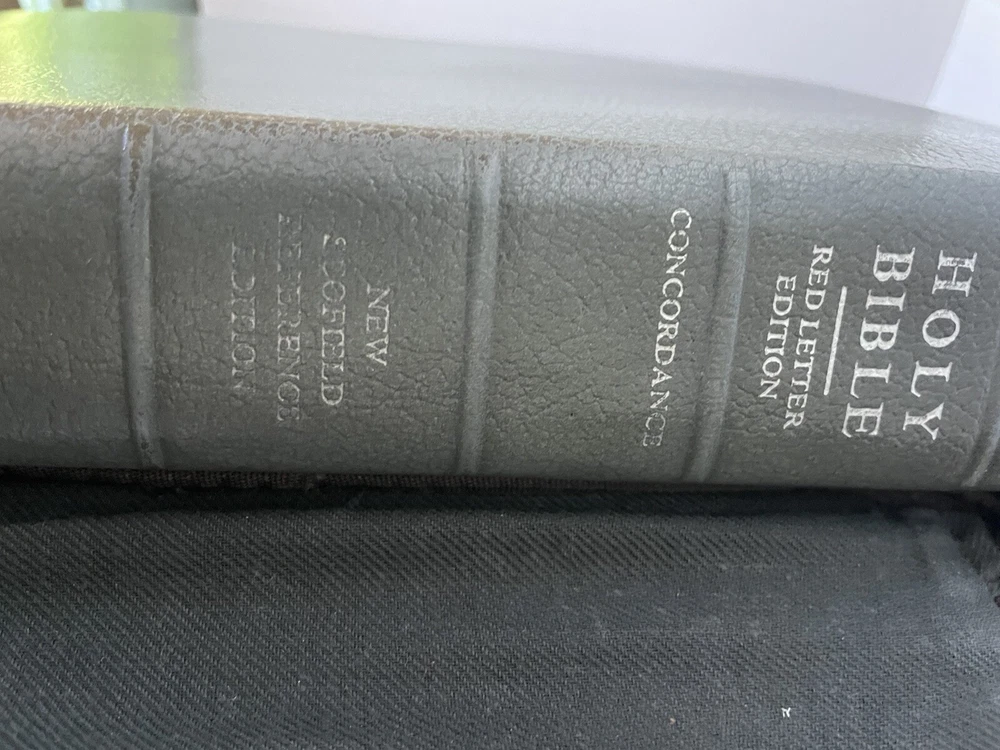 HOLY
BIBLE
RED LETTER
EDITION
CONCORDANCE
NEW
SCOFIELD
REFERENCE
EDITION